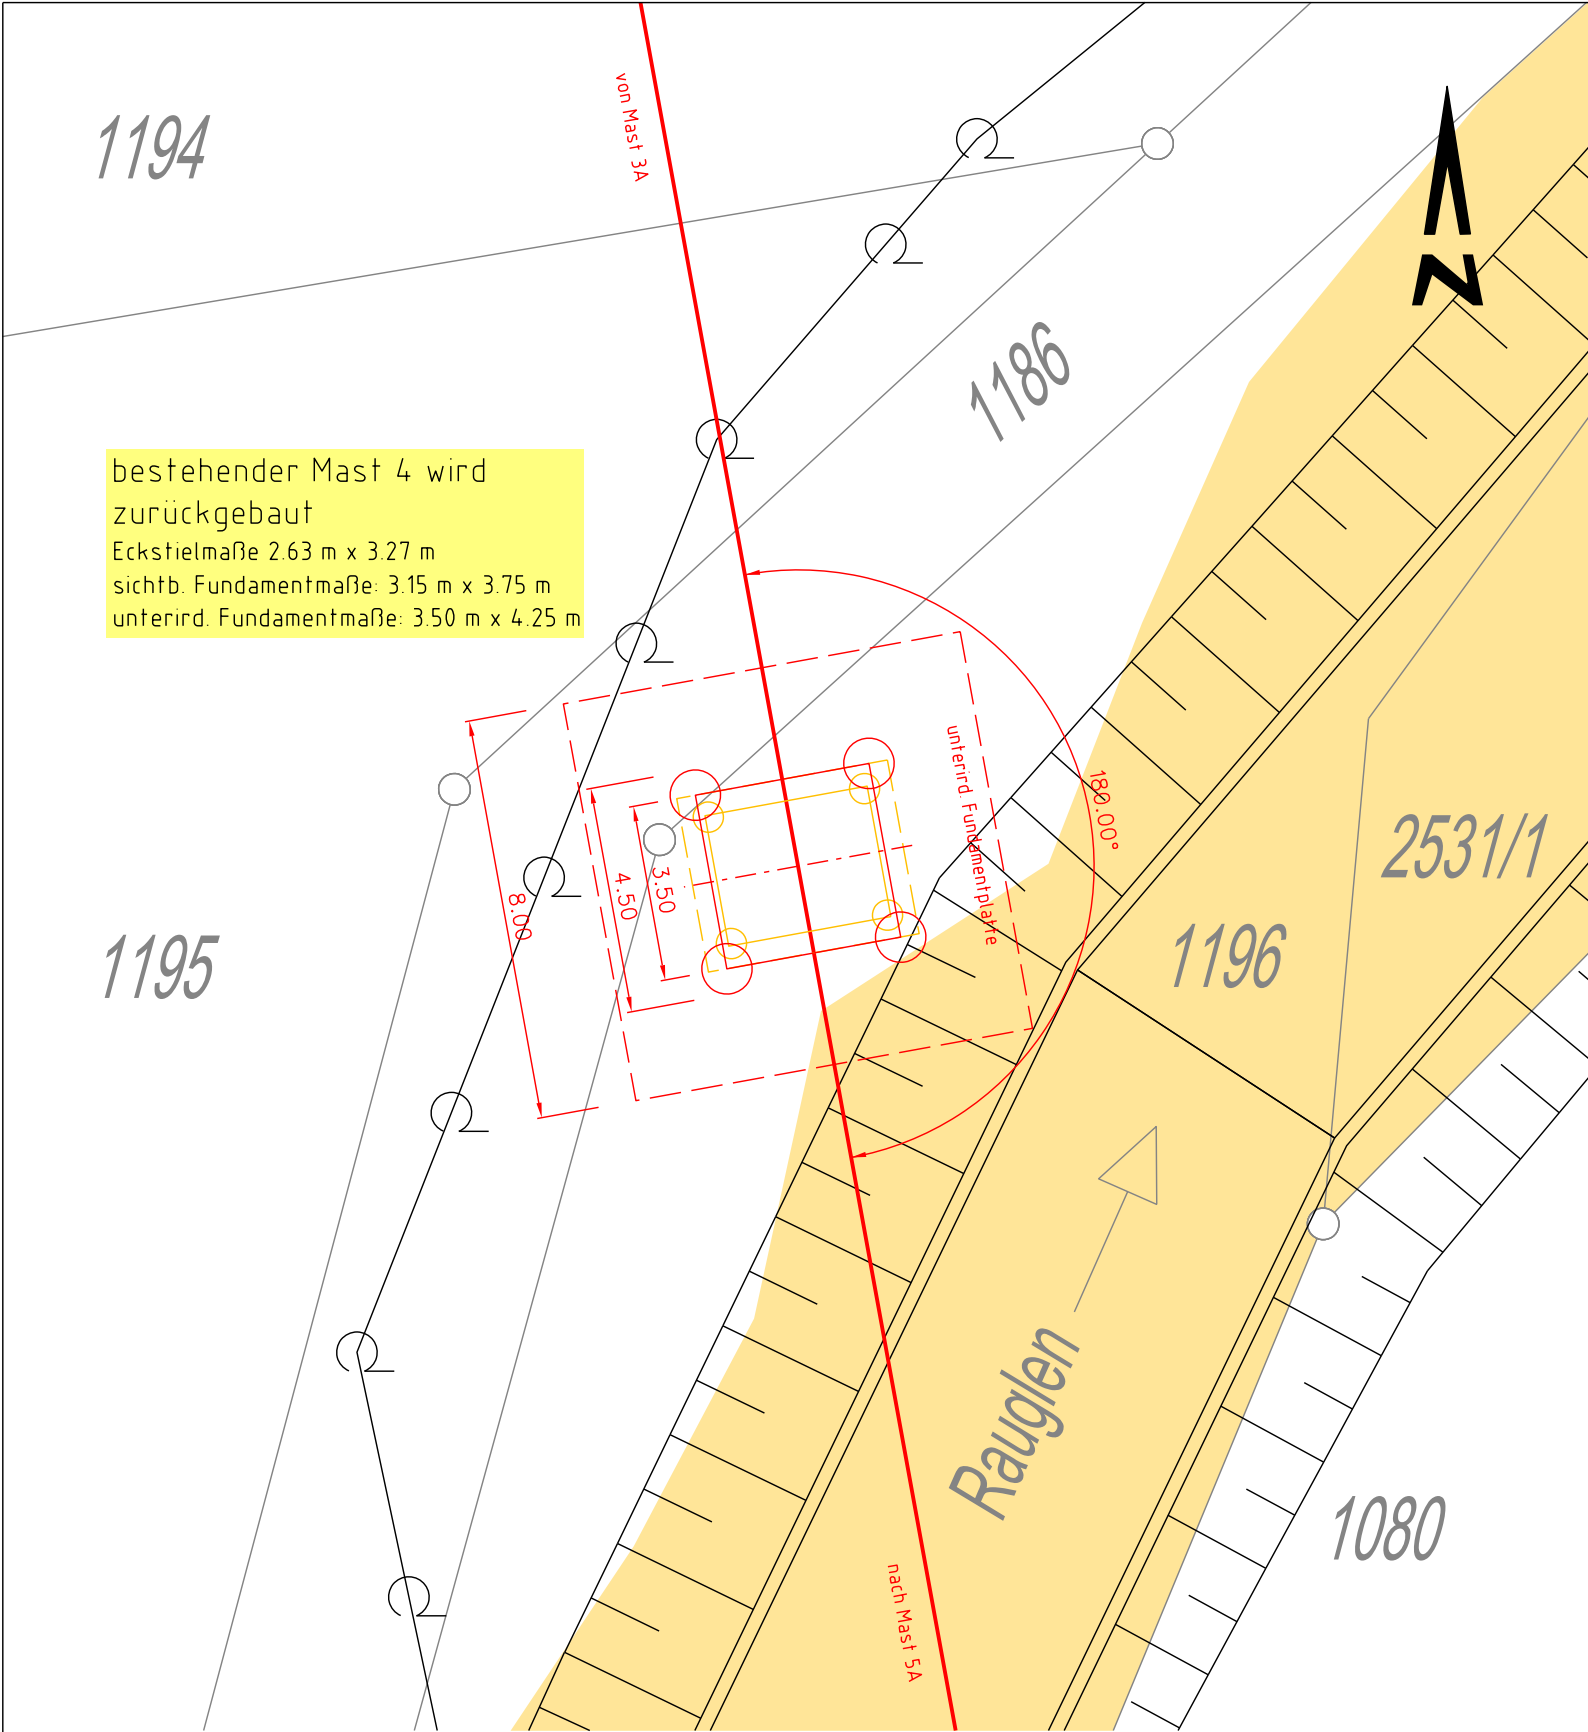 von Mast 3A
1194
N
1186
bestehender Mast 4 wird
zurückgebaut
Eckstielmaße 2.63 m x 3.27 m
sichtb. Fundamentmaße: 3.15 m x 3.75 m
unterird. Fundamentmaße: 3.50 m x 4.25 m
unterird. Fundamentplatte
180.00°
2531/1
3.50
4.50
8.00
1195
1196
Rauglen
1080
nach Mast 5A